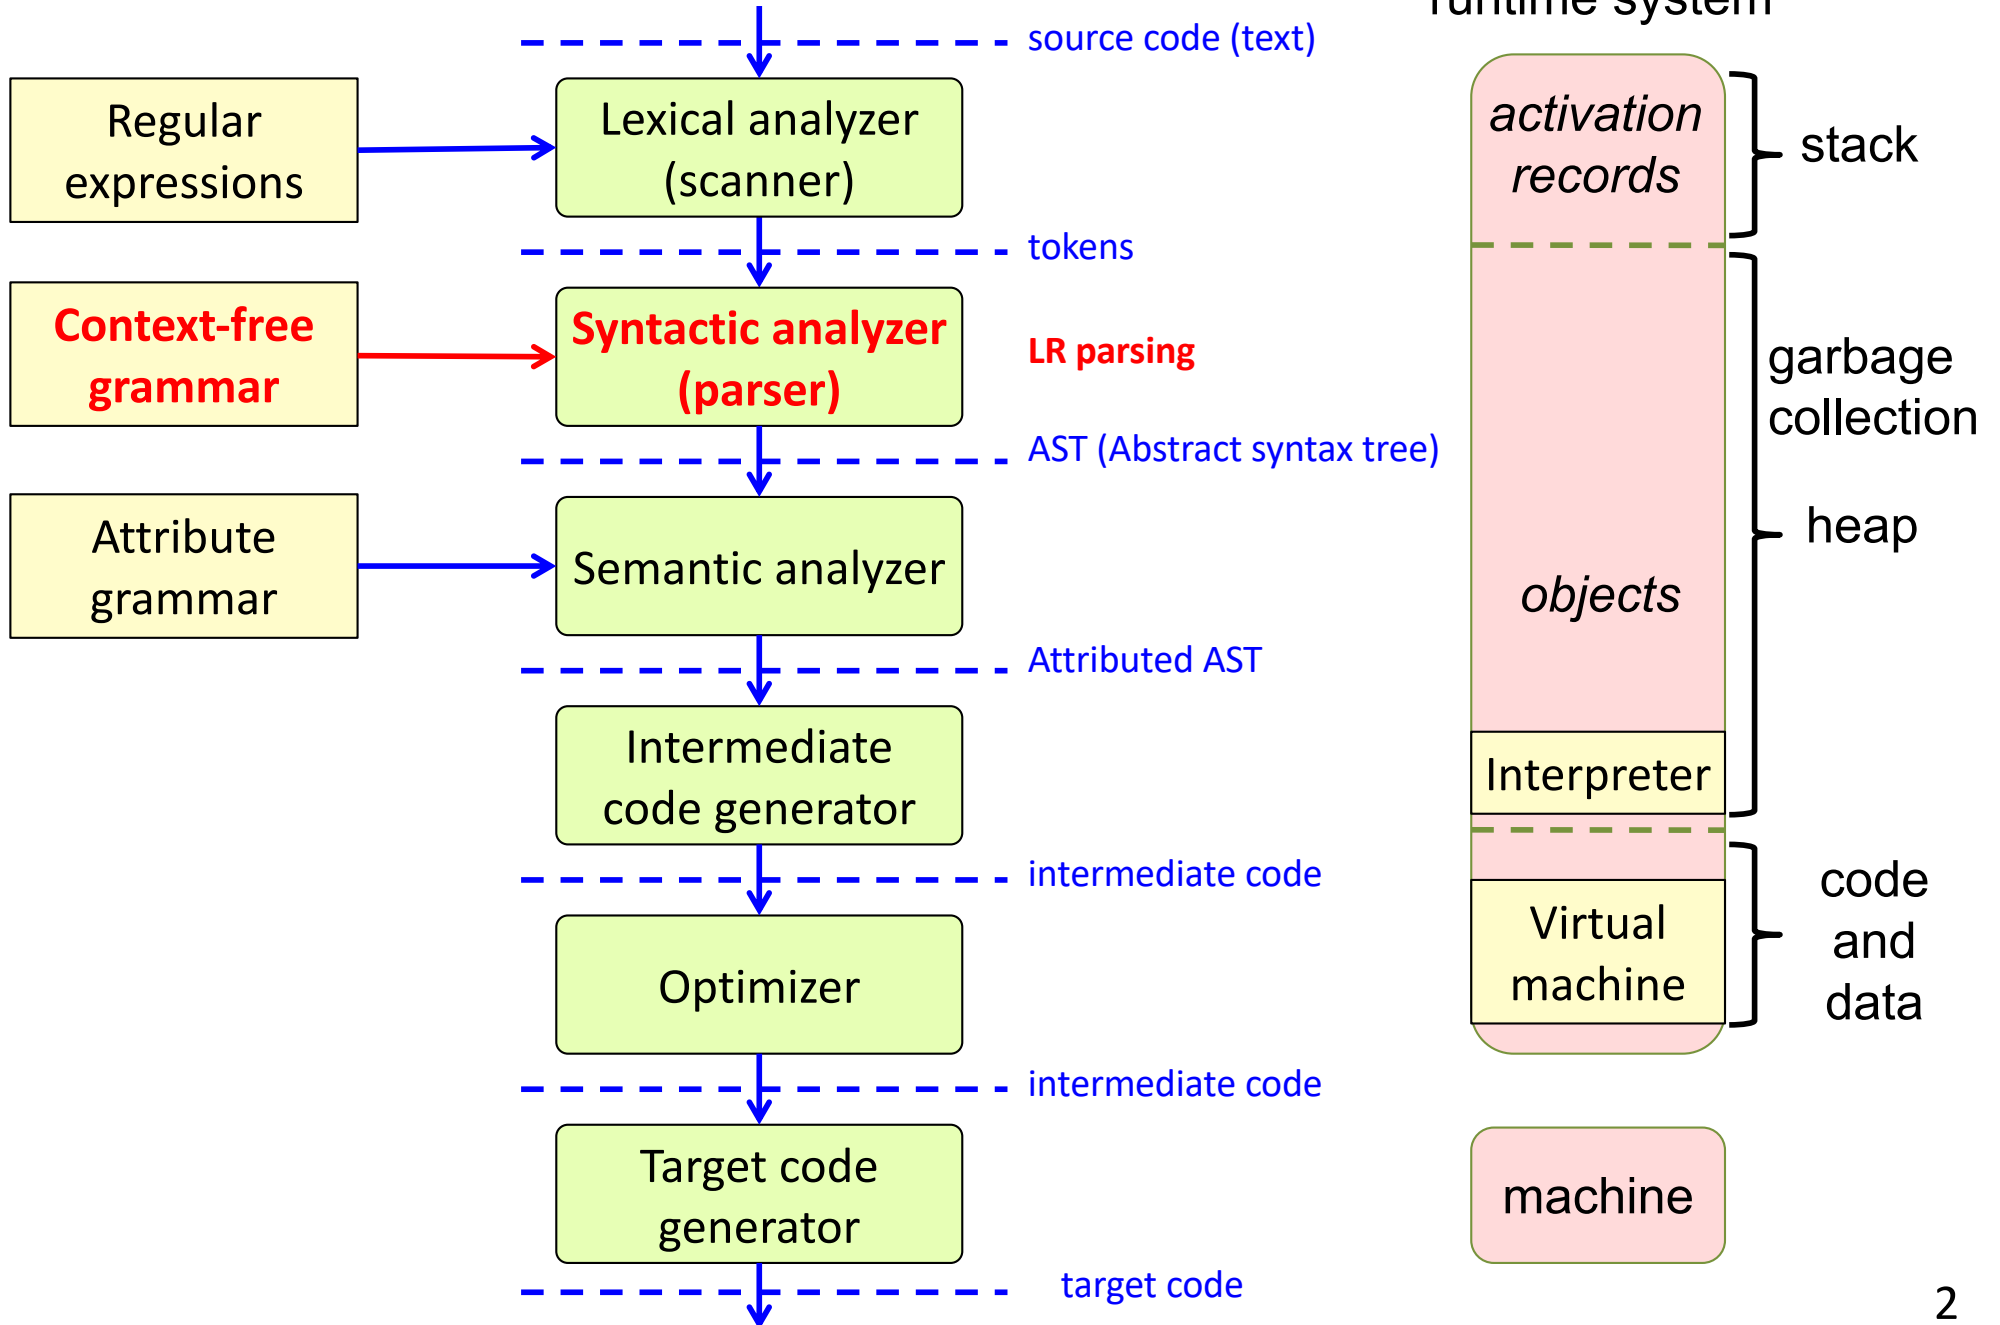 runtime system
source code (text)
Regular
expressions
Lexical analyzer
(scanner)
activation
records
stack
tokens
Context-free
grammar
Syntactic analyzer
(parser)
LR parsing
garbage
collection
AST (Abstract syntax tree)
Attribute
grammar
Semantic analyzer
heap
objects
Attributed AST
Intermediate
code generator
Interpreter
intermediate code
code
and
data
Virtual
machine
Optimizer
intermediate code
Target code
generator
machine
target code
2